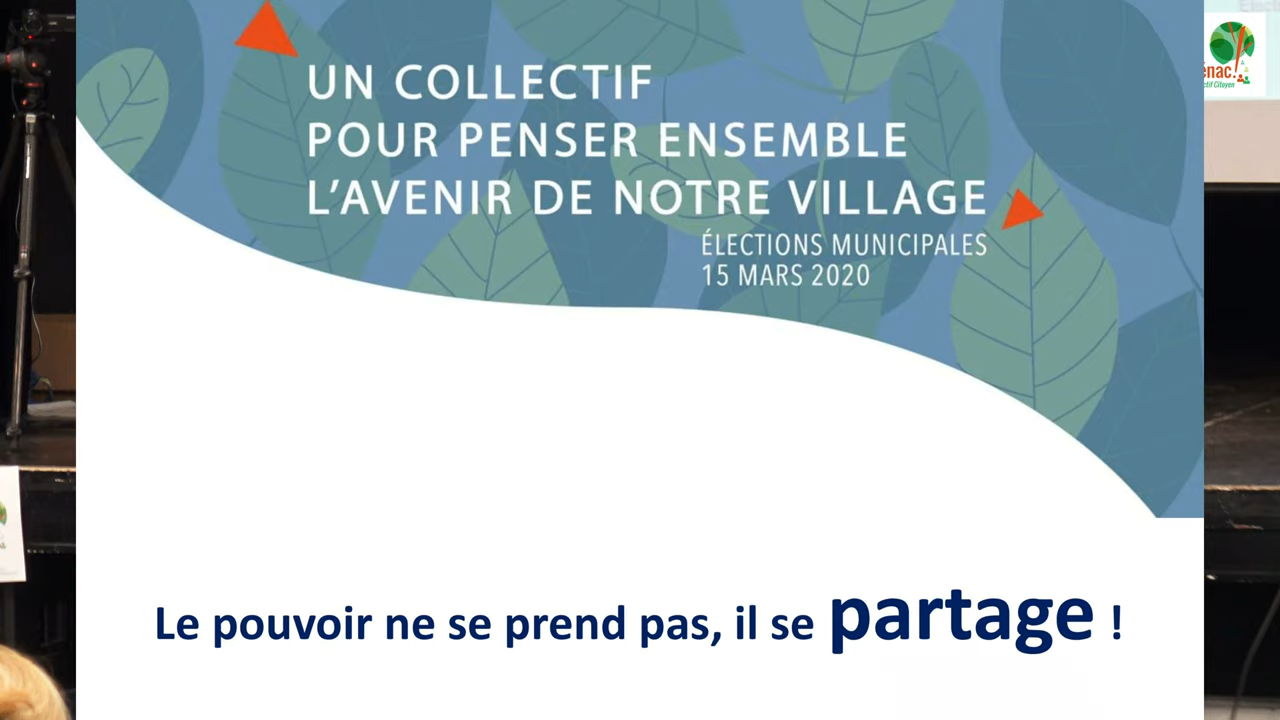 UN COLLECTIF
POUR PENSER ENSEMBLE
L'AVENIR DE NOTRE VILLAGE
ÉLECTIONS MUNICIPALES
15 MARS 2020
Le pouvoir ne se prend pas, il se partage !
Citoyen